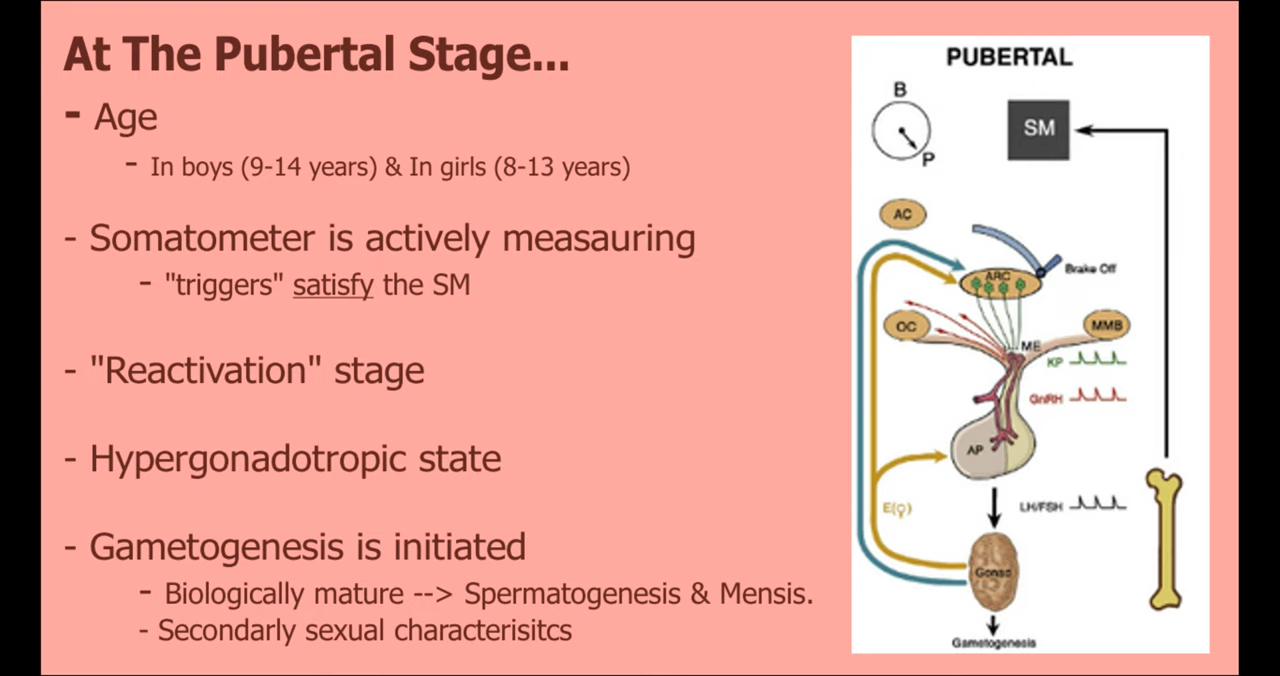 At The Pubertal Stage...
- Age
- In boys (9-14 years) & In girls (8-13 years)
- Somatometer is actively measauring
- "triggers" satisfy the SM
- "Reactivation" stage
- Hypergonadotropic state
- Gametogenesis is initiated
- Biologically mature --> Spermatogenesis & Mensis.
- Secondarly sexual characterisitcs
PUBERTAL
B
SM
P
AC
ARC
Brake Off
OC
MMB
ME
KP
GnRH
AP
E(♀)
LH/FSH
Gonad
Gametogenesis